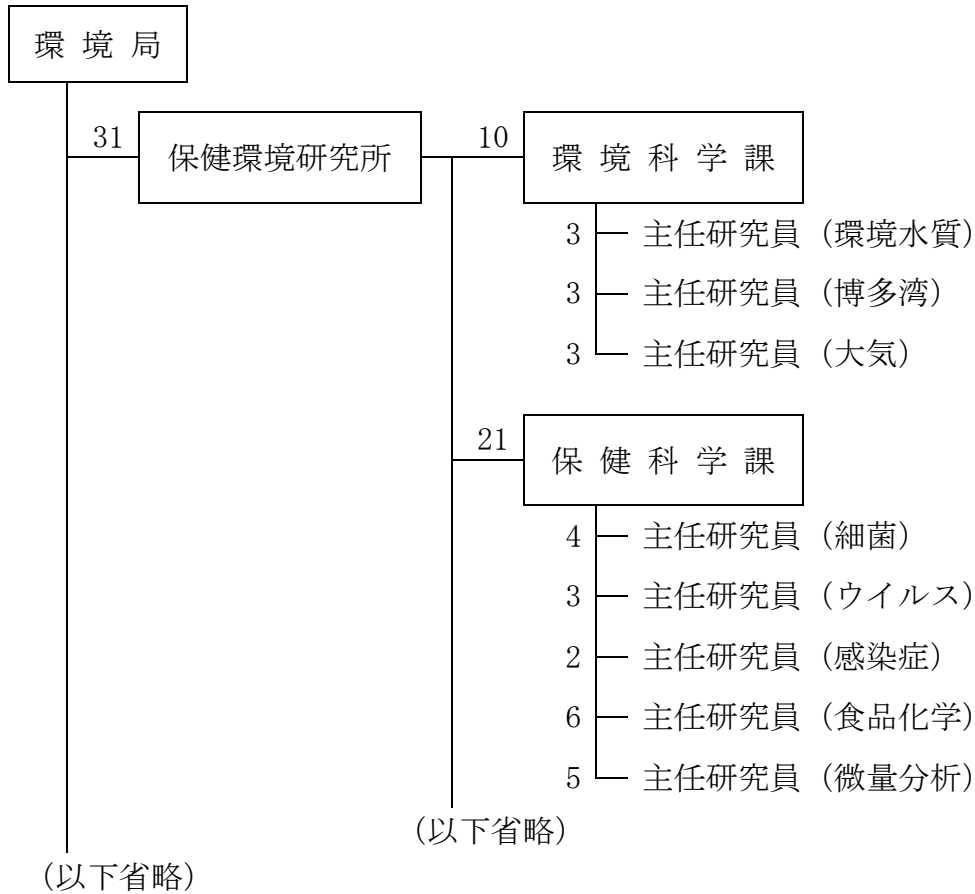 環境局
31 保健環境研究所 10 環境科学課
3 主任研究員（環境水質）
3 主任研究員（博多湾）
3 主任研究員（大気）
21 保健科学課
4 主任研究員（細菌）
3 主任研究員（ウイルス）
2 主任研究員（感染症）
6 主任研究員（食品化学）
5 主任研究員（微量分析）
（以下省略）
（以下省略）